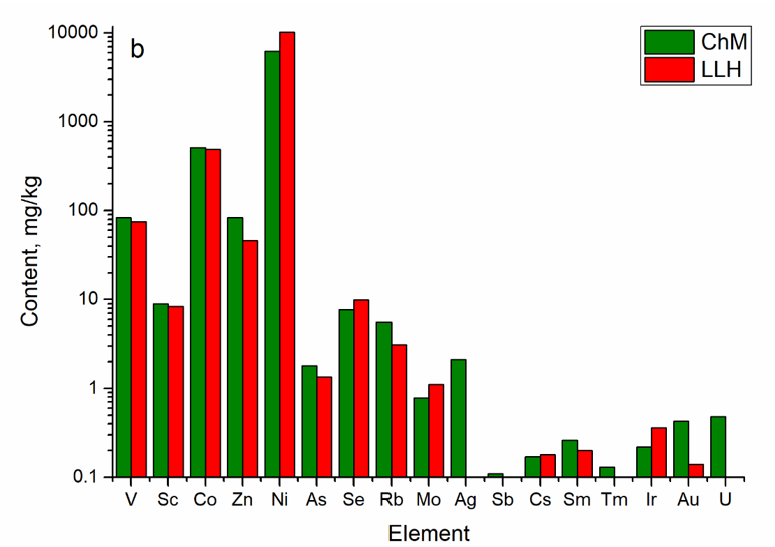 b
ChM
LLH
Content, mg/kg
10000
1000
100
10
1
0.1
V Sc Co Zn Ni As Se Rb Mo Ag Sb Cs Sm Tm Ir Au U
Element